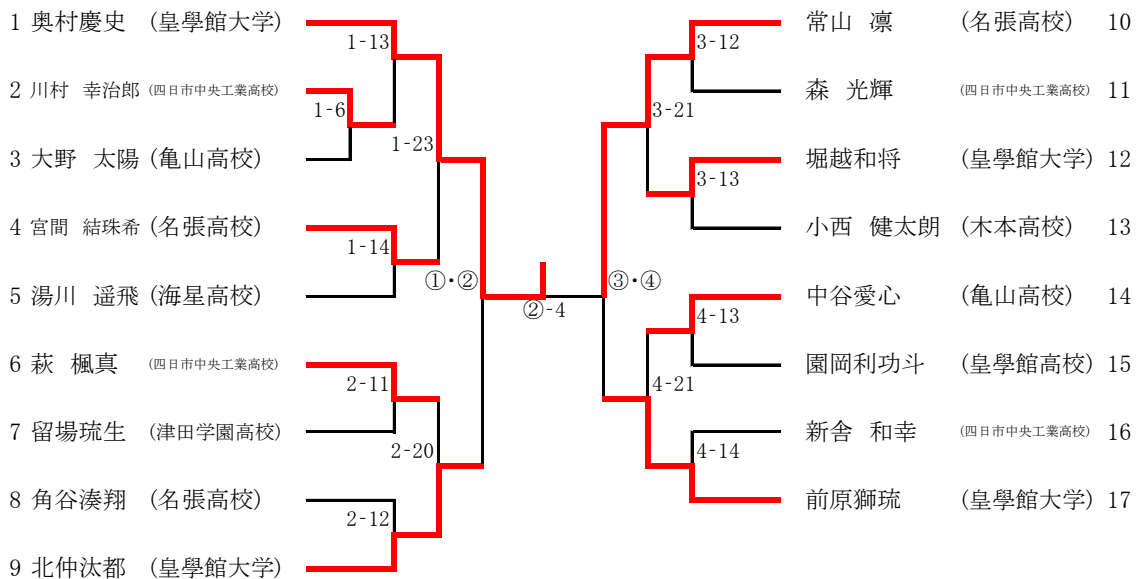 1 奥村慶史 (皇學館大学)
1-13
2 川村 幸治郎 (四日市中央工業高校)
1-6
3 大野 太陽 (亀山高校)
1-23
4 宮間 結珠希 (名張高校)
1-14
5 湯川 遥飛 (海星高校)
①・②
6 萩 楓真 (四日市中央工業高校)
2-11
7 留場琉生 (津田学園高校)
2-20
8 角谷湊翔 (名張高校)
2-12
9 北仲汰都 (皇學館大学)
②-4
常山 凛 (名張高校) 10
3-12
森 光輝 (四日市中央工業高校) 11
3-21
堀越和将 (皇學館大学) 12
3-13
小西 健太朗 (木本高校) 13
③・④
中谷愛心 (亀山高校) 14
4-13
園岡利功斗 (皇學館高校) 15
4-21
新舎 和幸 (四日市中央工業高校) 16
4-14
前原獅琉 (皇學館大学) 17